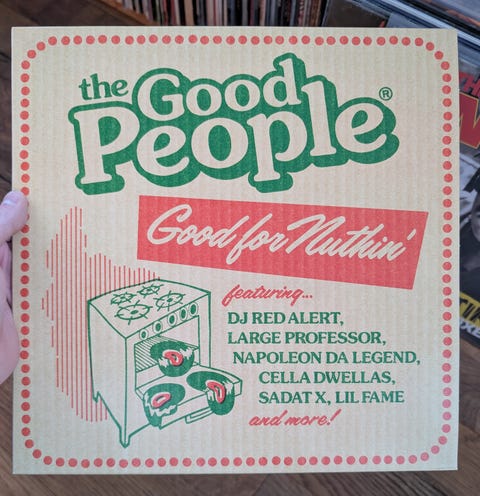 the Good
People®
Good for Nuthin'
featuring...
DJ RED ALERT,
LARGE PROFESSOR,
NAPOLEON DA LEGEND,
CELLA DWELLAS,
SADAT X, LIL FAME
and more!